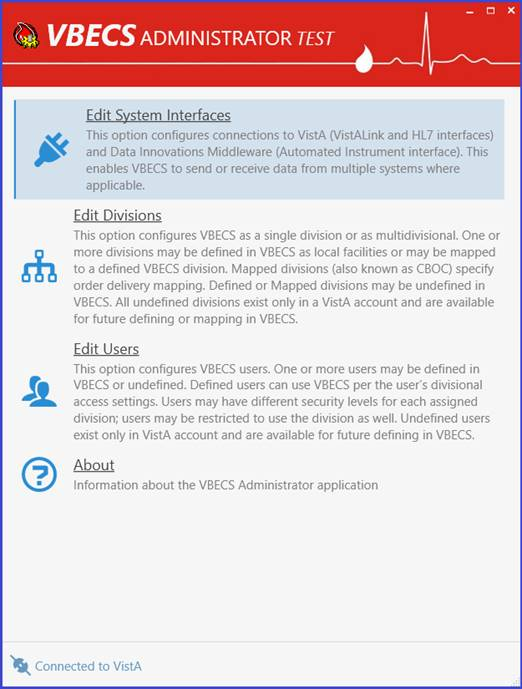 VBECS ADMINISTRATOR TEST
Edit System Interfaces
This option configures connections to VistA (VistALink and HL7 interfaces)
and Data Innovations Middleware (Automated Instrument interface). This
enables VBECS to send or receive data from multiple systems where
applicable.
Edit Divisions
This option configures VBECS as a single division or as multidivisional. One or
more divisions may be defined in VBECS as local facilities or may be mapped
to a defined VBECS division. Mapped divisions (also known as CBOC) specify
order delivery mapping. Defined or Mapped divisions may be undefined in
VBECS. All undefined divisions exist only in a VistA account and are available
for future defining or mapping in VBECS.
Edit Users
This option configures VBECS users. One or more users may be defined in
VBECS or undefined. Defined users can use VBECS per the user's divisional
access settings. Users may have different security levels for each assigned
division; users may be restricted to use the division as well. Undefined users
exist only in VistA account and are available for future defining in VBECS.
About
Information about the VBECS Administrator application
Connected to VistA